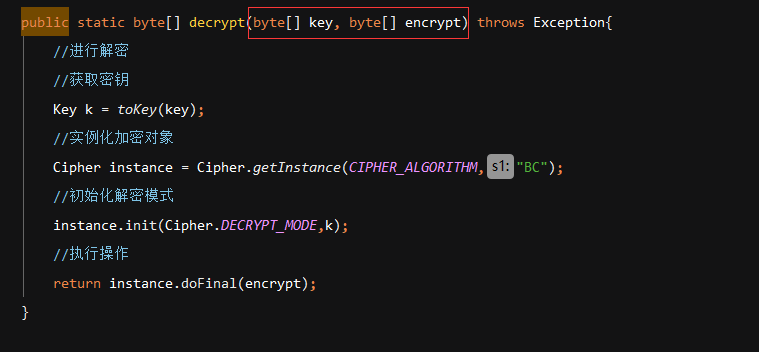 public static byte[] decrypt(byte[] key, byte[] encrypt) throws Exception{
//进行解密
//获取密钥
Key k = toKey(key);
//实例化加密对象
Cipher instance = Cipher.getInstance(CIPHER_ALGORITHM, s1: "BC");
//初始化解密模式
instance.init(Cipher.DECRYPT_MODE,k);
//执行操作
return instance.doFinal(encrypt);
}